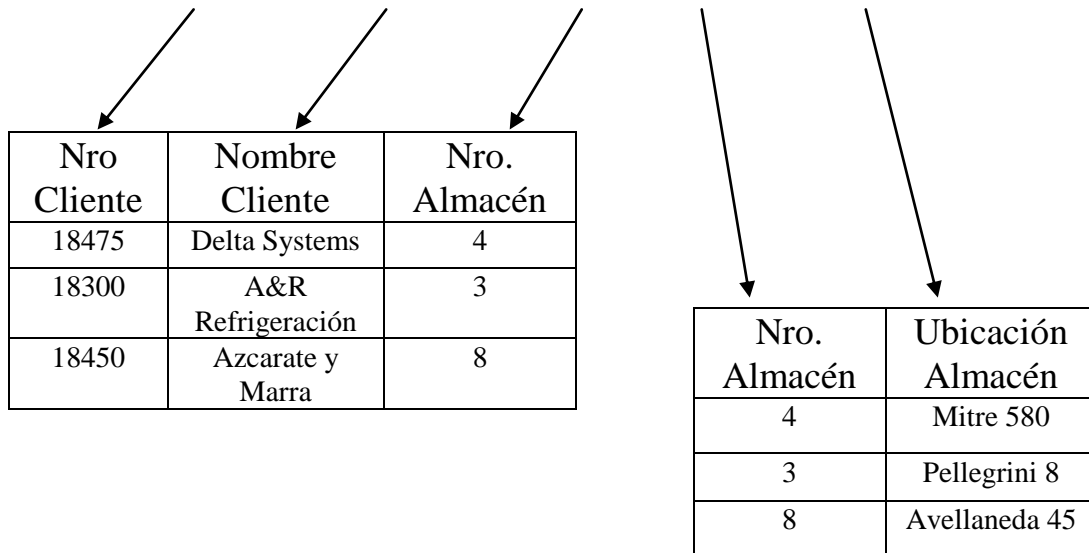 Nro Nombre Nro.
Cliente Cliente Almacén
18475 Delta Systems 4
18300 A&R 3
Refrigeración
18450 Azcarate y 8
Marra
Nro. Ubicación
Almacén Almacén
4 Mitre 580
3 Pellegrini 8
8 Avellaneda 45